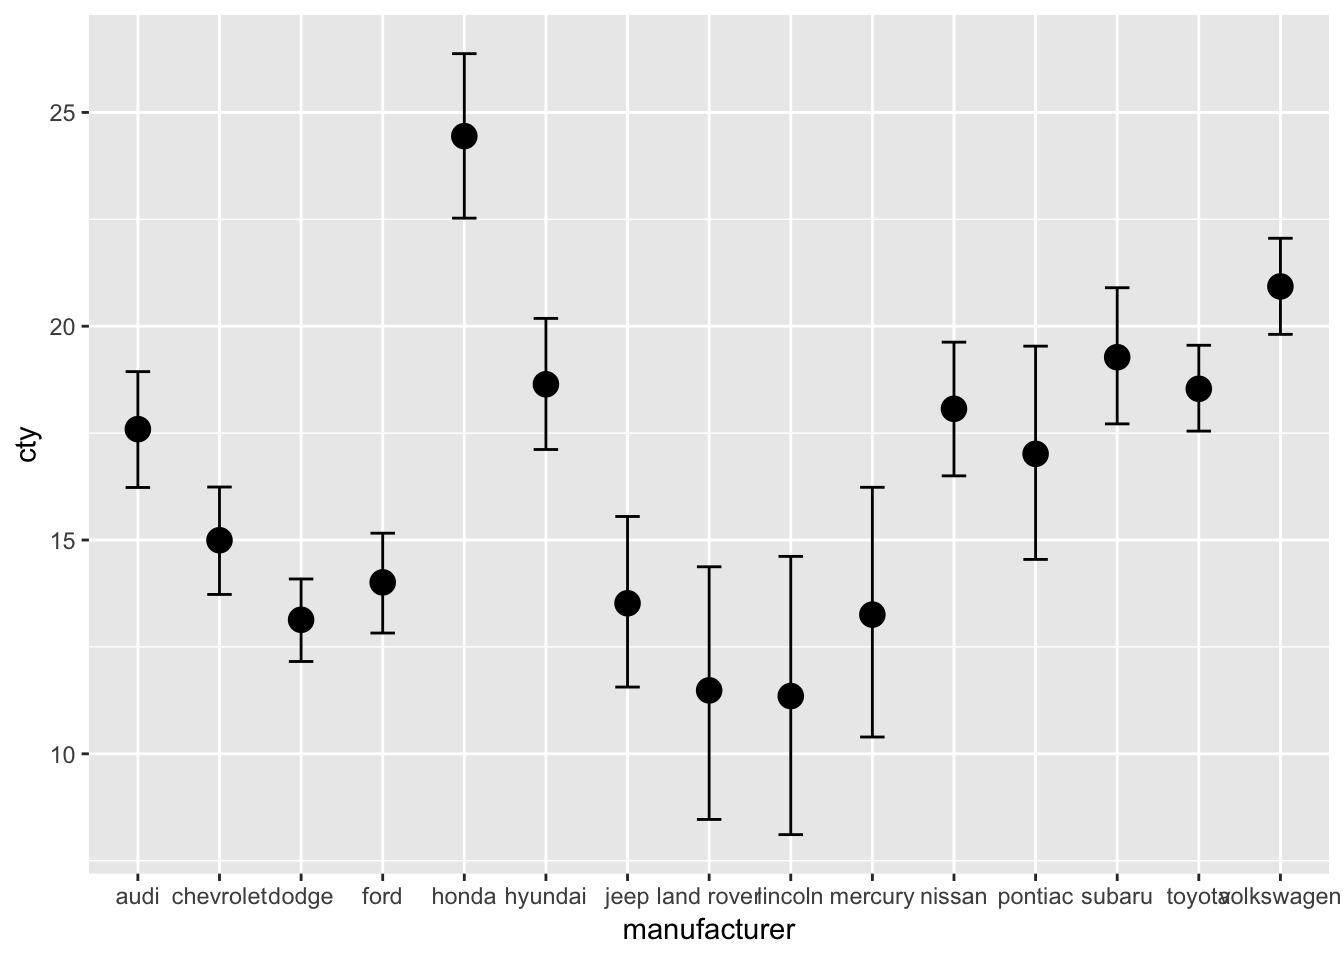 25
20
15
10
cty
audi chevrolet dodge ford honda hyundai jeep land rover lincoln mercury nissan pontiac subaru toyota volkswagen
manufacturer